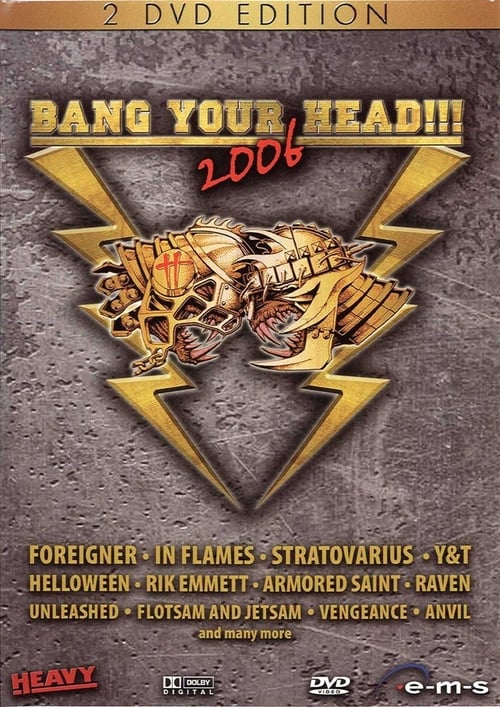 2 DVD EDITION
BANG YOUR HEAD!!!
2006
FOREIGNER • IN FLAMES • STRATOVARIUS • Y&T
HELLOWEEN • RIK EMMETT • ARMORED SAINT • RAVEN
UNLEASHED • FLOTSAM AND JETSAM • VENGEANCE • ANVIL
and many more
HEAVY
DOLBY
DIGITAL
DVD
VIDEO
e-m-s